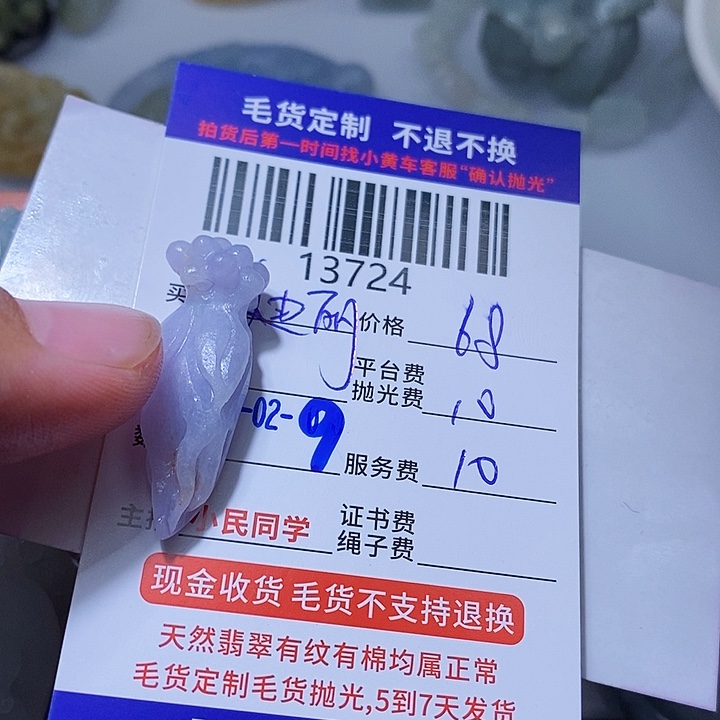 毛货定制 不退不换
拍货后第一时间找小黄车客服“确认抛光”
13724
买 迪丽 价格 68
平台费
抛光费 10
-02-9 服务费 10
主 小民同学 证书费
绳子费
现金收货 毛货不支持退换
天然翡翠有纹有棉均属正常
毛货定制毛货抛光,5到7天发货